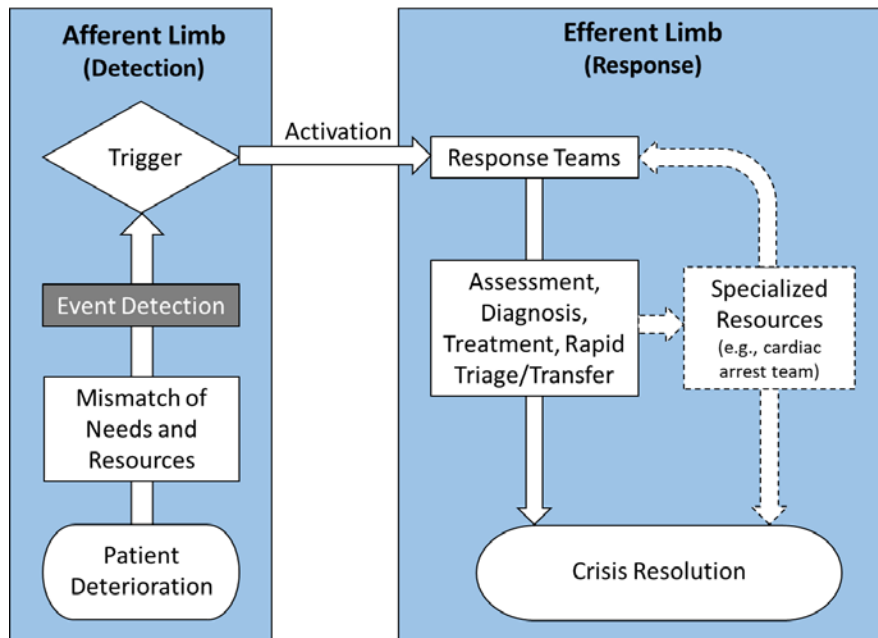 Afferent Limb
(Detection)
Trigger
Event Detection
Mismatch of
Needs and
Resources
Patient
Deterioration
Activation
Efferent Limb
(Response)
Response Teams
Assessment,
Diagnosis,
Treatment, Rapid
Triage/Transfer
Specialized
Resources
(e.g., cardiac
arrest team)
Crisis Resolution